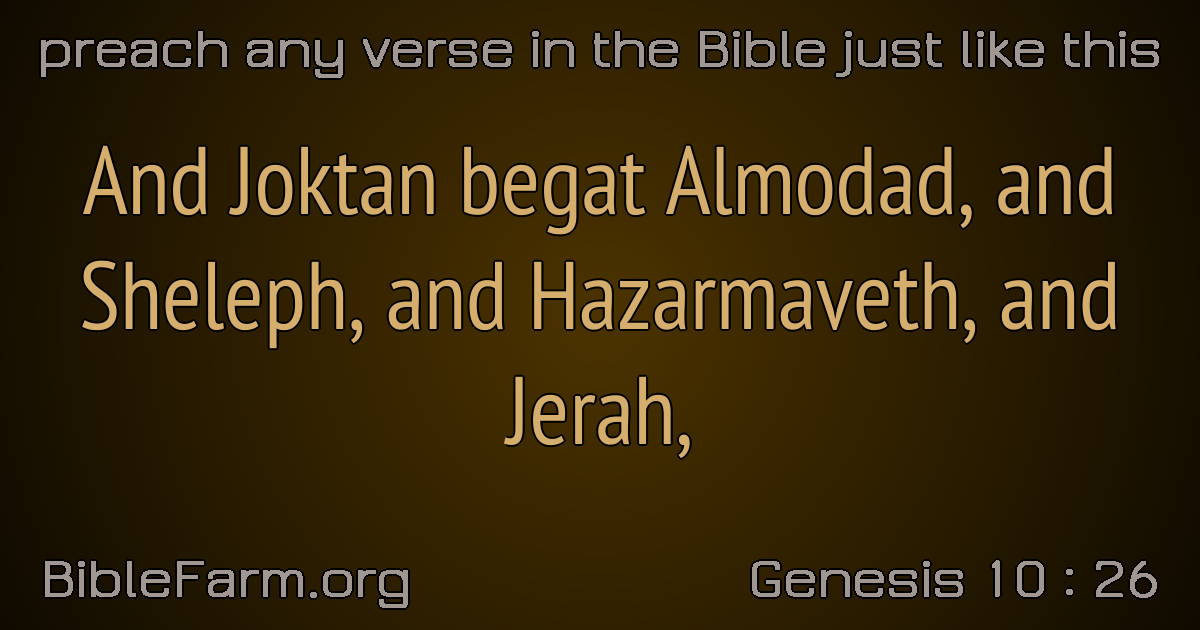 preach any verse in the Bible just like this
And Joktan begat Almodad, and
Sheleph, and Hazarmaveth, and
Jerah,
BibleFarm.org
Genesis 10 : 26